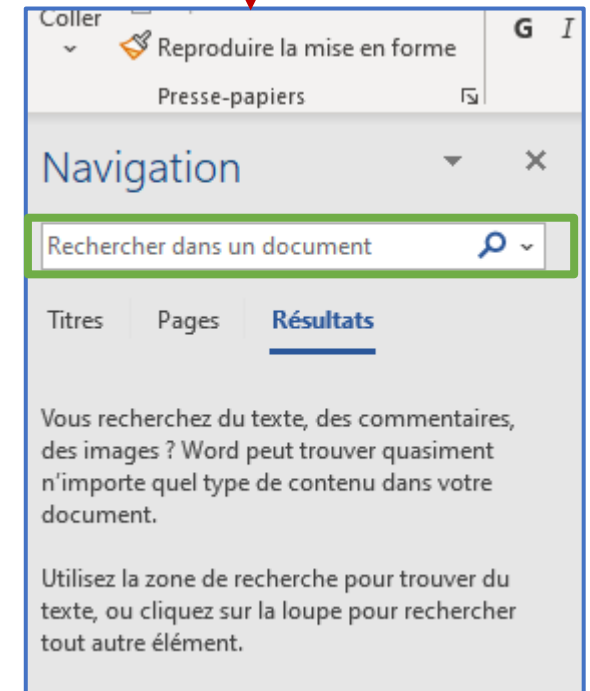 Coller
Reproduire la mise en forme
G I
Presse-papiers
Navigation
Rechercher dans un document
Titres Pages Résultats
Vous recherchez du texte, des commentaires,
des images ? Word peut trouver quasiment
n'importe quel type de contenu dans votre
document.
Utilisez la zone de recherche pour trouver du
texte, ou cliquez sur la loupe pour rechercher
tout autre élément.